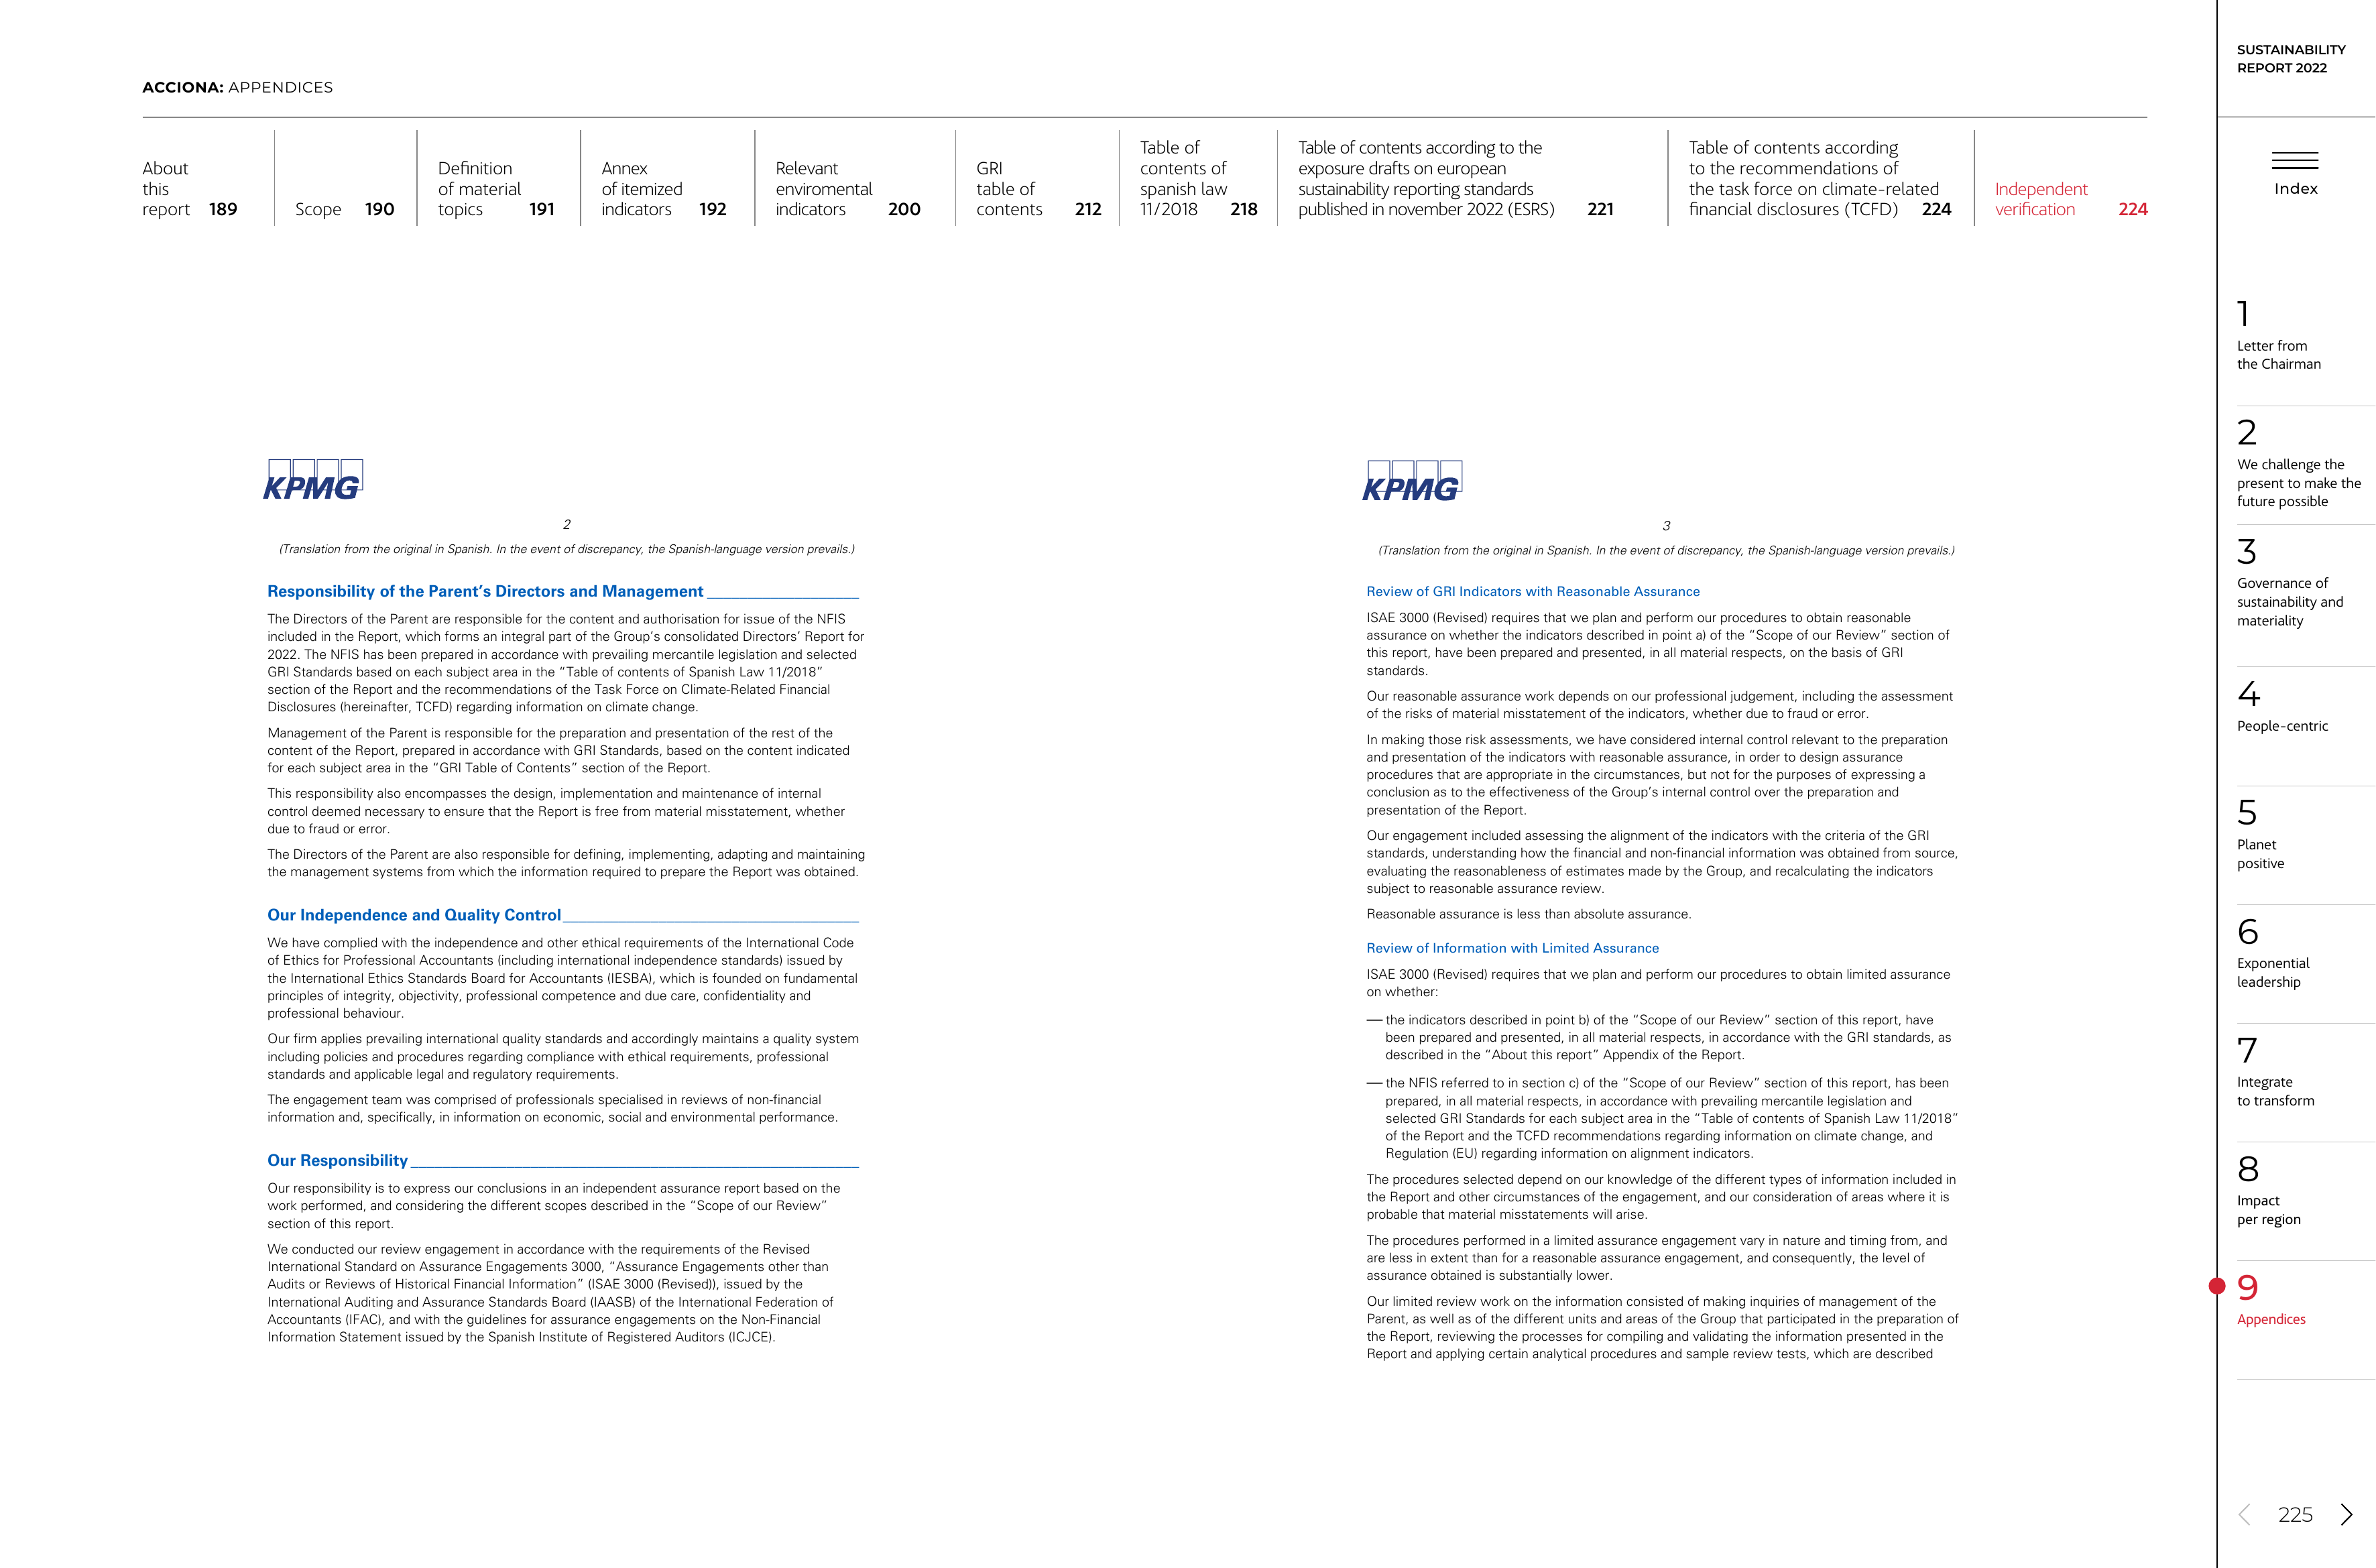 ACCIONA: APPENDICES
About
this
report 189
Scope 190
Definition
of material
topics 191
Annex
of itemized
indicators 192
Relevant
enviromental
indicators 200
GRI
table of
contents 212
Table of
contents of
spanish law
11/2018 218
Table of contents according to the
exposure drafts on european
sustainability reporting standards
published in november 2022 (ESRS) 221
Table of contents according
to the recommendations of
the task force on climate-related
financial disclosures (TCFD) 224
Independent
verification 224
KPMG
2
(Translation from the original in Spanish. In the event of discrepancy, the Spanish-language version prevails.)
Responsibility of the Parent’s Directors and Management
The Directors of the Parent are responsible for the content and authorisation for issue of the NFIS
included in the Report, which forms an integral part of the Group’s consolidated Directors’ Report for
2022. The NFIS has been prepared in accordance with prevailing mercantile legislation and selected
GRI Standards based on each subject area in the “Table of contents of Spanish Law 11/2018”
section of the Report and the recommendations of the Task Force on Climate-Related Financial
Disclosures (hereinafter, TCFD) regarding information on climate change.
Management of the Parent is responsible for the preparation and presentation of the rest of the
content of the Report, prepared in accordance with GRI Standards, based on the content indicated
for each subject area in the “GRI Table of Contents” section of the Report.
This responsibility also encompasses the design, implementation and maintenance of internal
control deemed necessary to ensure that the Report is free from material misstatement, whether
due to fraud or error.
The Directors of the Parent are also responsible for defining, implementing, adapting and maintaining
the management systems from which the information required to prepare the Report was obtained.
Our Independence and Quality Control
We have complied with the independence and other ethical requirements of the International Code
of Ethics for Professional Accountants (including international independence standards) issued by
the International Ethics Standards Board for Accountants (IESBA), which is founded on fundamental
principles of integrity, objectivity, professional competence and due care, confidentiality and
professional behaviour.
Our firm applies prevailing international quality standards and accordingly maintains a quality system
including policies and procedures regarding compliance with ethical requirements, professional
standards and applicable legal and regulatory requirements.
The engagement team was comprised of professionals specialised in reviews of non-financial
information and, specifically, in information on economic, social and environmental performance.
Our Responsibility
Our responsibility is to express our conclusions in an independent assurance report based on the
work performed, and considering the different scopes described in the “Scope of our Review”
section of this report.
We conducted our review engagement in accordance with the requirements of the Revised
International Standard on Assurance Engagements 3000, “Assurance Engagements other than
Audits or Reviews of Historical Financial Information” (ISAE 3000 (Revised)), issued by the
International Auditing and Assurance Standards Board (IAASB) of the International Federation of
Accountants (IFAC), and with the guidelines for assurance engagements on the Non-Financial
Information Statement issued by the Spanish Institute of Registered Auditors (ICJCE).
KPMG
3
(Translation from the original in Spanish. In the event of discrepancy, the Spanish-language version prevails.)
Review of GRI Indicators with Reasonable Assurance
ISAE 3000 (Revised) requires that we plan and perform our procedures to obtain reasonable
assurance on whether the indicators described in point a) of the “Scope of our Review” section of
this report, have been prepared and presented, in all material respects, on the basis of GRI
standards.
Our reasonable assurance work depends on our professional judgement, including the assessment
of the risks of material misstatement of the indicators, whether due to fraud or error.
In making those risk assessments, we have considered internal control relevant to the preparation
and presentation of the indicators with reasonable assurance, in order to design assurance
procedures that are appropriate in the circumstances, but not for the purposes of expressing a
conclusion as to the effectiveness of the Group’s internal control over the preparation and
presentation of the Report.
Our engagement included assessing the alignment of the indicators with the criteria of the GRI
standards, understanding how the financial and non-financial information was obtained from source,
evaluating the reasonableness of estimates made by the Group, and recalculating the indicators
subject to reasonable assurance review.
Reasonable assurance is less than absolute assurance.
Review of Information with Limited Assurance
ISAE 3000 (Revised) requires that we plan and perform our procedures to obtain limited assurance
on whether:
— the indicators described in point b) of the “Scope of our Review” section of this report, have
been prepared and presented, in all material respects, in accordance with the GRI standards, as
described in the “About this report” Appendix of the Report.
— the NFIS referred to in section c) of the “Scope of our Review” section of this report, has been
prepared, in all material respects, in accordance with prevailing mercantile legislation and
selected GRI Standards for each subject area in the “Table of contents of Spanish Law 11/2018”
of the Report and the TCFD recommendations regarding information on climate change, and
Regulation (EU) regarding information on alignment indicators.
The procedures selected depend on our knowledge of the different types of information included in
the Report and other circumstances of the engagement, and our consideration of areas where it is
probable that material misstatements will arise.
The procedures performed in a limited assurance engagement vary in nature and timing from, and
are less in extent than for a reasonable assurance engagement, and consequently, the level of
assurance obtained is substantially lower.
Our limited review work on the information consisted of making inquiries of management of the
Parent, as well as of the different units and areas of the Group that participated in the preparation of
the Report, reviewing the processes for compiling and validating the information presented in the
Report and applying certain analytical procedures and sample review tests, which are described
SUSTAINABILITY
REPORT 2022
Index
1
Letter from
the Chairman
2
We challenge the
present to make the
future possible
3
Governance of
sustainability and
materiality
4
People-centric
5
Planet
positive
6
Exponential
leadership
7
Integrate
to transform
8
Impact
per region
9
Appendices
225